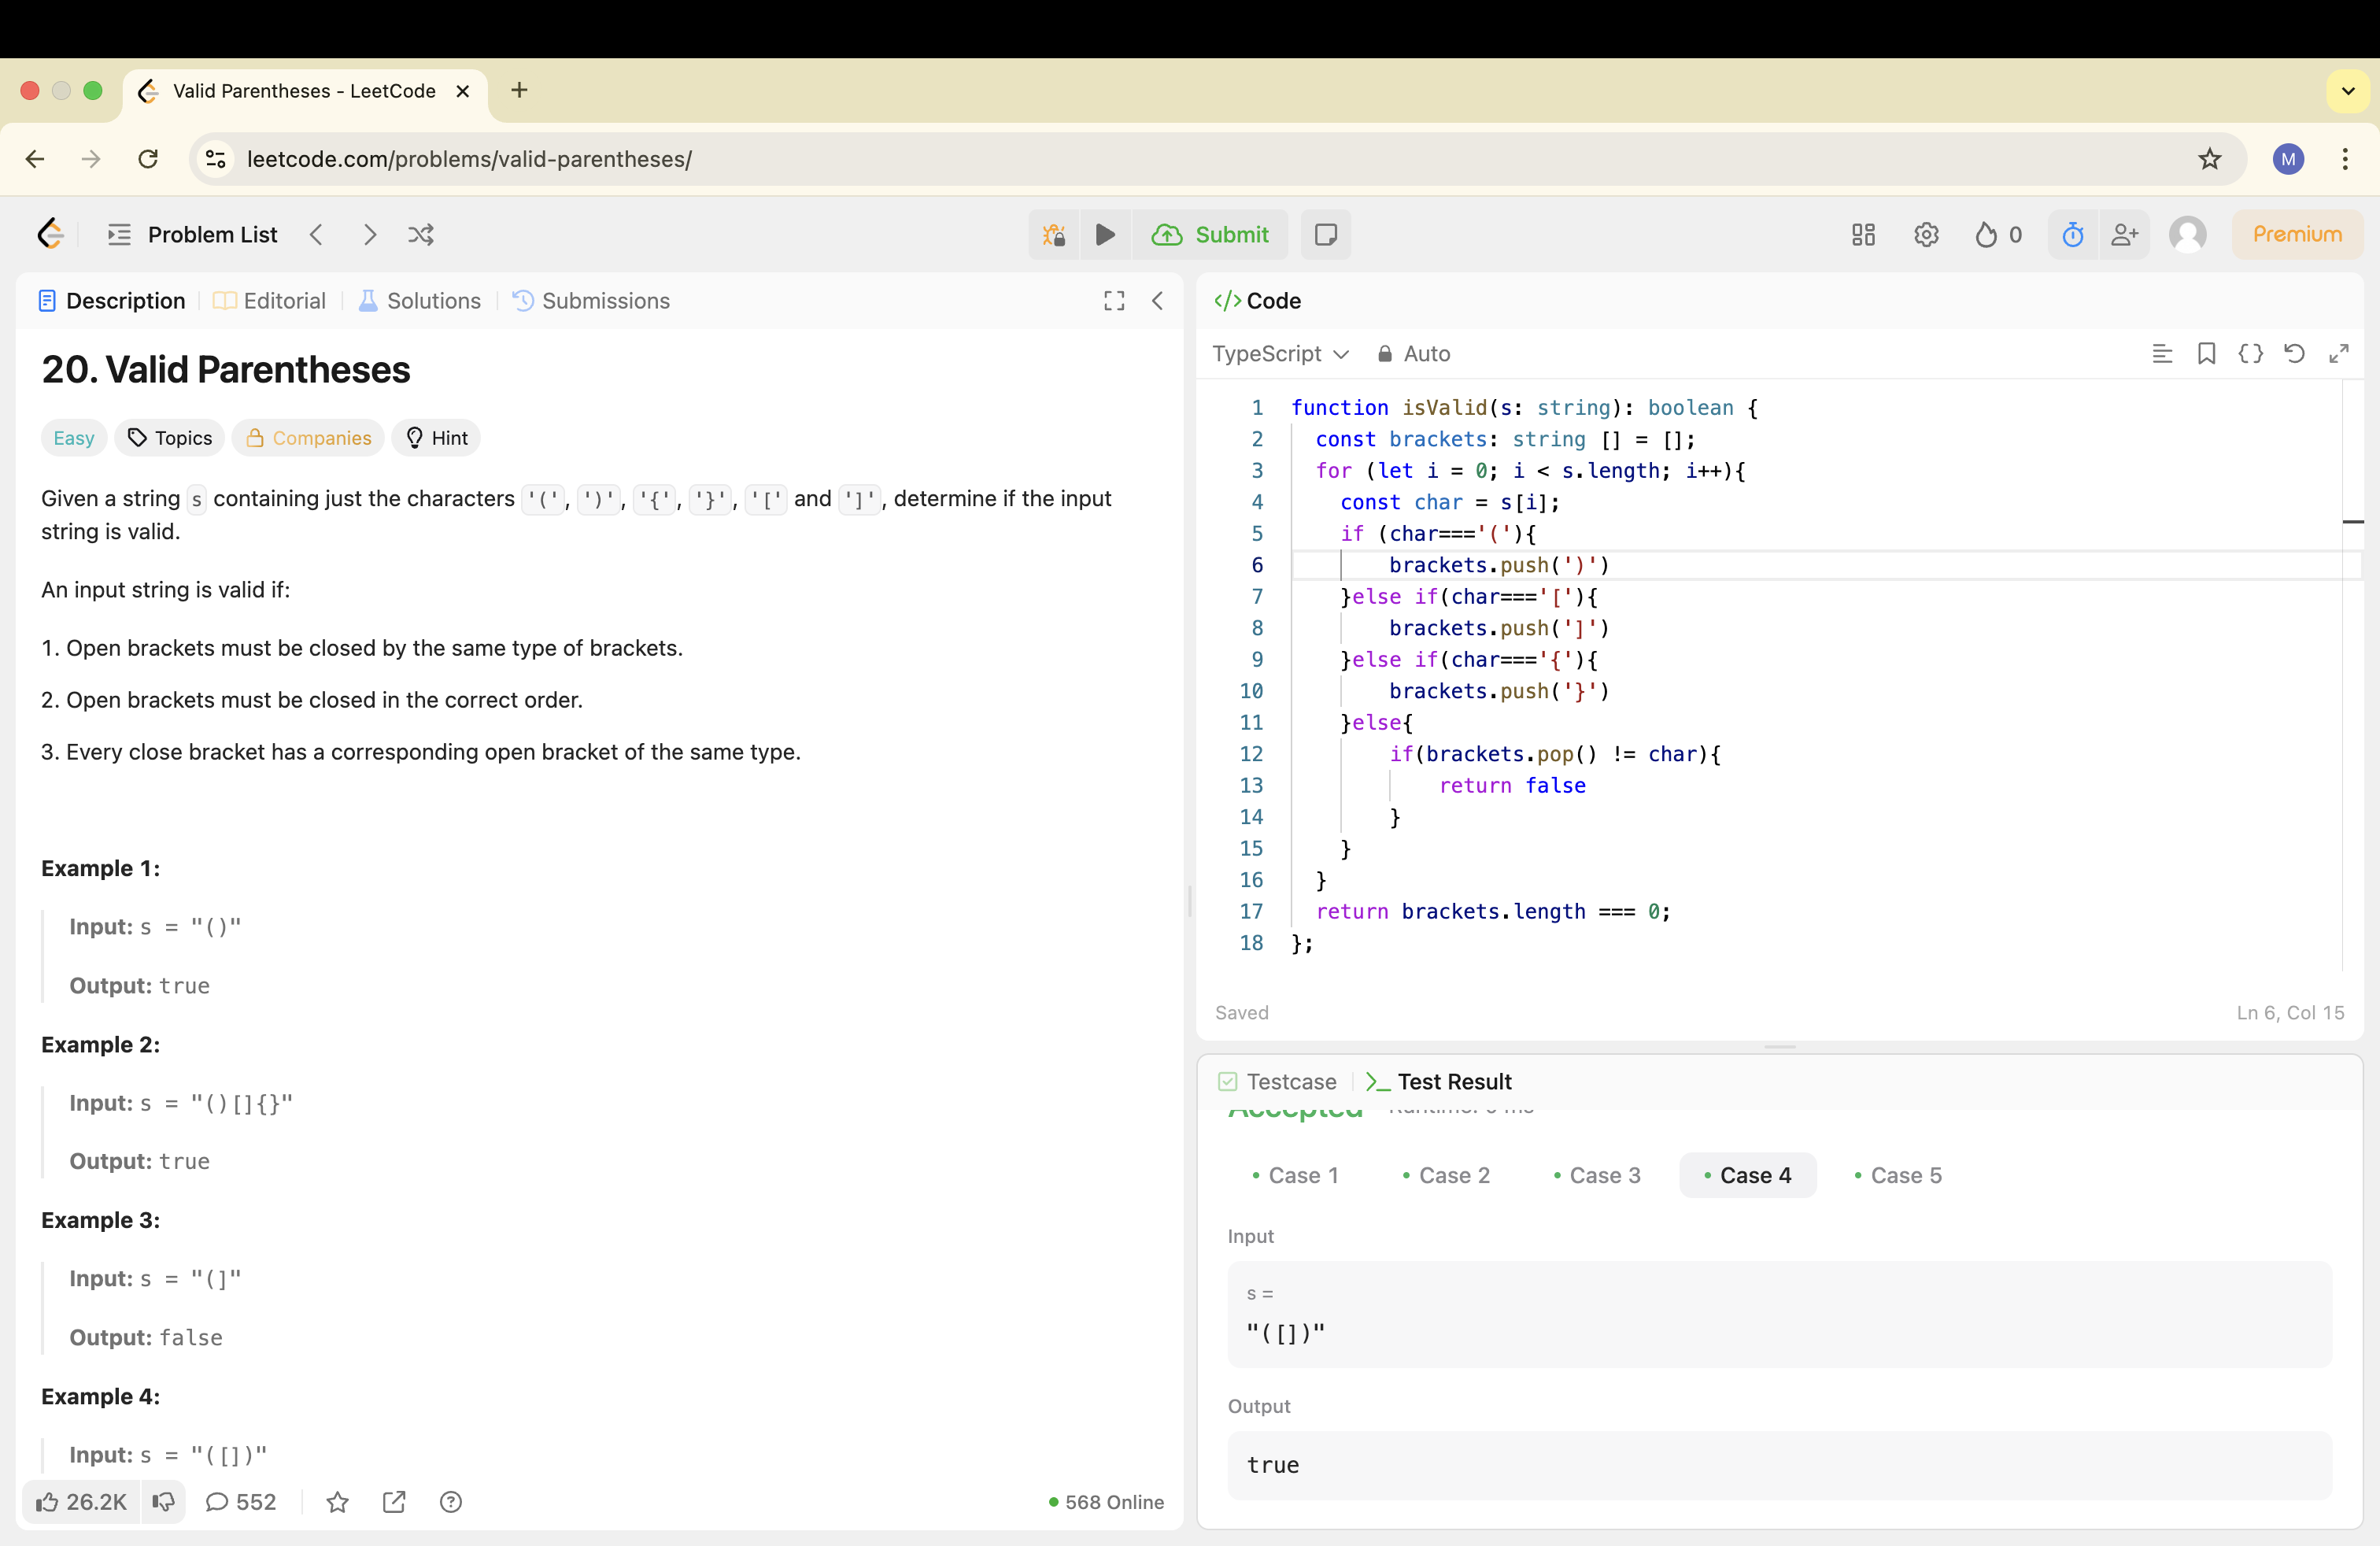 Valid Parentheses - LeetCode
leetcode.com/problems/valid-parentheses/
M
Problem List
Submit
0
Premium
Description
Editorial
Solutions
Submissions
20. Valid Parentheses
Easy
Topics
Companies
Hint
Given a string s containing just the characters '(', ')', '{', '}', '[' and ']', determine if the input
string is valid.
An input string is valid if:
1. Open brackets must be closed by the same type of brackets.
2. Open brackets must be closed in the correct order.
3. Every close bracket has a corresponding open bracket of the same type.
Example 1:
Input: s = "()"
Output: true
Example 2:
Input: s = "()[]{}"
Output: true
Example 3:
Input: s = "(]"
Output: false
Example 4:
Input: s = "([])"
26.2K
552
568 Online
</> Code
TypeScript
Auto
1 function isValid(s: string): boolean {
2 const brackets: string [] = [];
3 for (let i = 0; i < s.length; i++){
4 const char = s[i];
5 if (char==='('){
6 brackets.push(')')
7 }else if(char==='['){
8 brackets.push(']')
9 }else if(char==='{'){
10 brackets.push('}')
11 }else{
12 if(brackets.pop() != char){
13 return false
14 }
15 }
16 }
17 return brackets.length === 0;
18 };
Saved
Ln 6, Col 15
Testcase
Test Result
Accepted
Runtime: 0 ms
Case 1
Case 2
Case 3
Case 4
Case 5
Input
s =
"([])"
Output
true